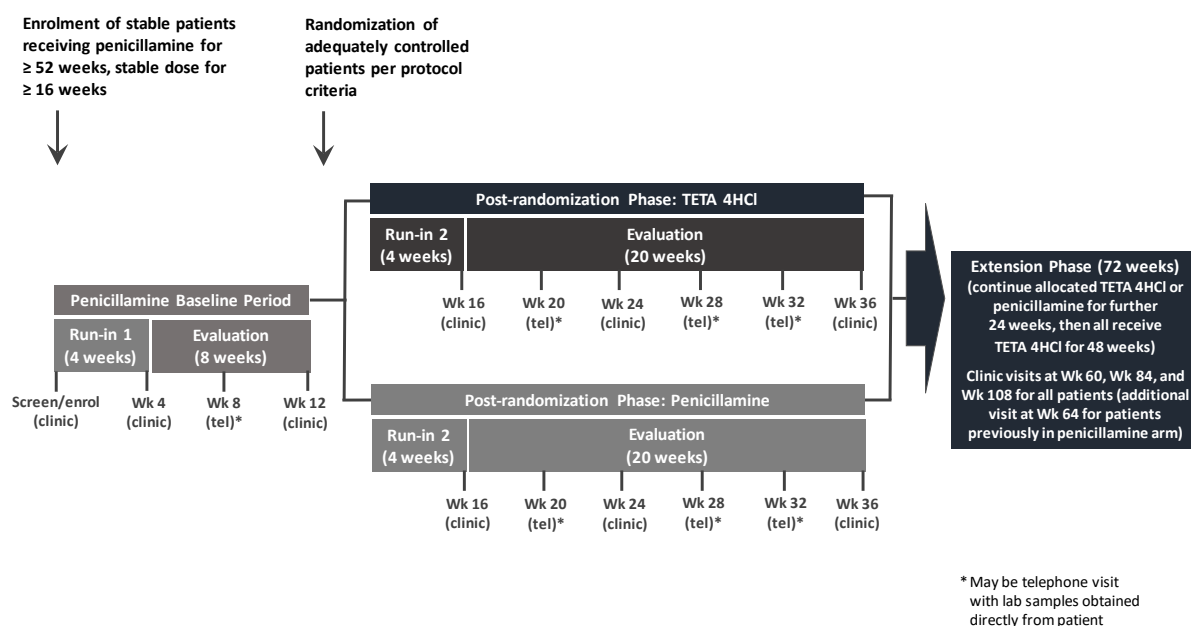 Enrolment of stable patients
receiving penicillamine for
≥ 52 weeks, stable dose for
≥ 16 weeks
Randomization of
adequately controlled
patients per protocol
criteria
Post-randomization Phase: TETA 4HCl
Run-in 2
(4 weeks)
Evaluation
(20 weeks)
Wk 16
(clinic)
Wk 20
(tel)*
Wk 24
(clinic)
Wk 28
(tel)*
Wk 32
(tel)*
Wk 36
(clinic)
Penicillamine Baseline Period
Run-in 1
(4 weeks)
Evaluation
(8 weeks)
Screen/enrol
(clinic)
Wk 4
(clinic)
Wk 8
(tel)*
Wk 12
(clinic)
Post-randomization Phase: Penicillamine
Run-in 2
(4 weeks)
Evaluation
(20 weeks)
Wk 16
(clinic)
Wk 20
(tel)*
Wk 24
(clinic)
Wk 28
(tel)*
Wk 32
(tel)*
Wk 36
(clinic)
Extension Phase (72 weeks)
(continue allocated TETA 4HCl or
penicillamine for further
24 weeks, then all receive
TETA 4HCl for 48 weeks)
Clinic visits at Wk 60, Wk 84, and
Wk 108 for all patients (additional
visit at Wk 64 for patients
previously in penicillamine arm)
* May be telephone visit
with lab samples obtained
directly from patient